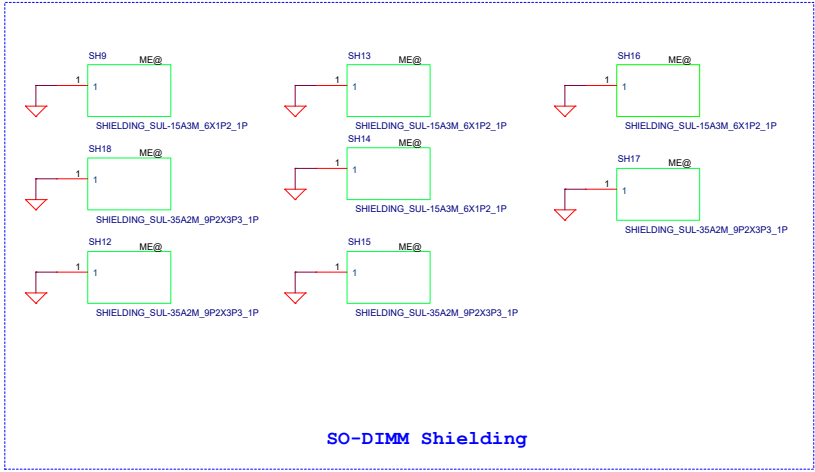 SH9
ME@
1
1
SHIELDING_SUL-15A3M_6X1P2_1P
SH13
ME@
1
1
SHIELDING_SUL-15A3M_6X1P2_1P
SH16
ME@
1
1
SHIELDING_SUL-15A3M_6X1P2_1P
SH18
ME@
1
1
SHIELDING_SUL-35A2M_9P2X3P3_1P
SH14
ME@
1
1
SHIELDING_SUL-15A3M_6X1P2_1P
SH17
ME@
1
1
SHIELDING_SUL-35A2M_9P2X3P3_1P
SH12
ME@
1
1
SHIELDING_SUL-35A2M_9P2X3P3_1P
SH15
ME@
1
1
SHIELDING_SUL-35A2M_9P2X3P3_1P
SO-DIMM Shielding